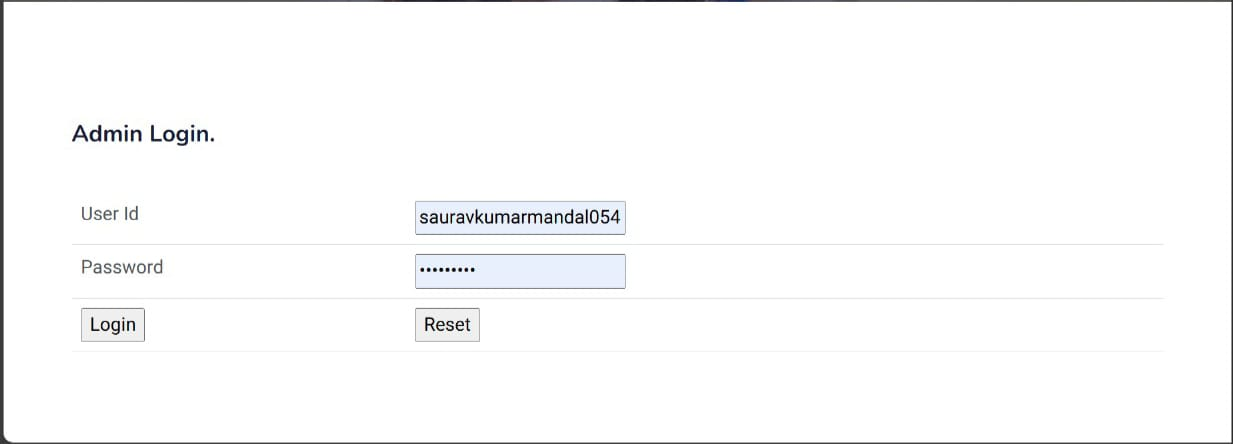 Admin Login.
User Id sauravkumarmandal054
Password •••••••••
Login Reset